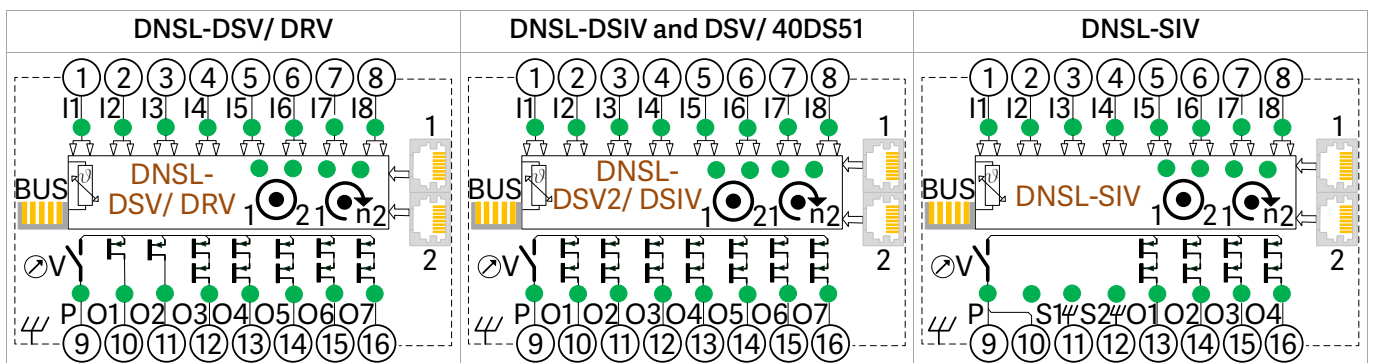 DNSL-DSV/ DRV
1 2 3 4 5 6 7 8
I1 I2 I3 I4 I5 I6 I7 I8
1
DNSL-
DSV/ DRV
BUS
1 2 1 n 2
2
V
P O1 O2 O3 O4 O5 O6 O7
9 10 11 12 13 14 15 16
DNSL-DSIV and DSV/ 40DS51
1 2 3 4 5 6 7 8
I1 I2 I3 I4 I5 I6 I7 I8
1
ϑ
DNSL-
DSV2/ DSIV
BUS
1 2 1 n 2
2
V
P O1 O2 O3 O4 O5 O6 O7
9 10 11 12 13 14 15 16
DNSL-SIV
1 2 3 4 5 6 7 8
I1 I2 I3 I4 I5 I6 I7 I8
1
ϑ
DNSL-SIV
BUS
1 2 1 n 2
2
V
P S1 S2 O1 O2 O3 O4
9 10 11 12 13 14 15 16